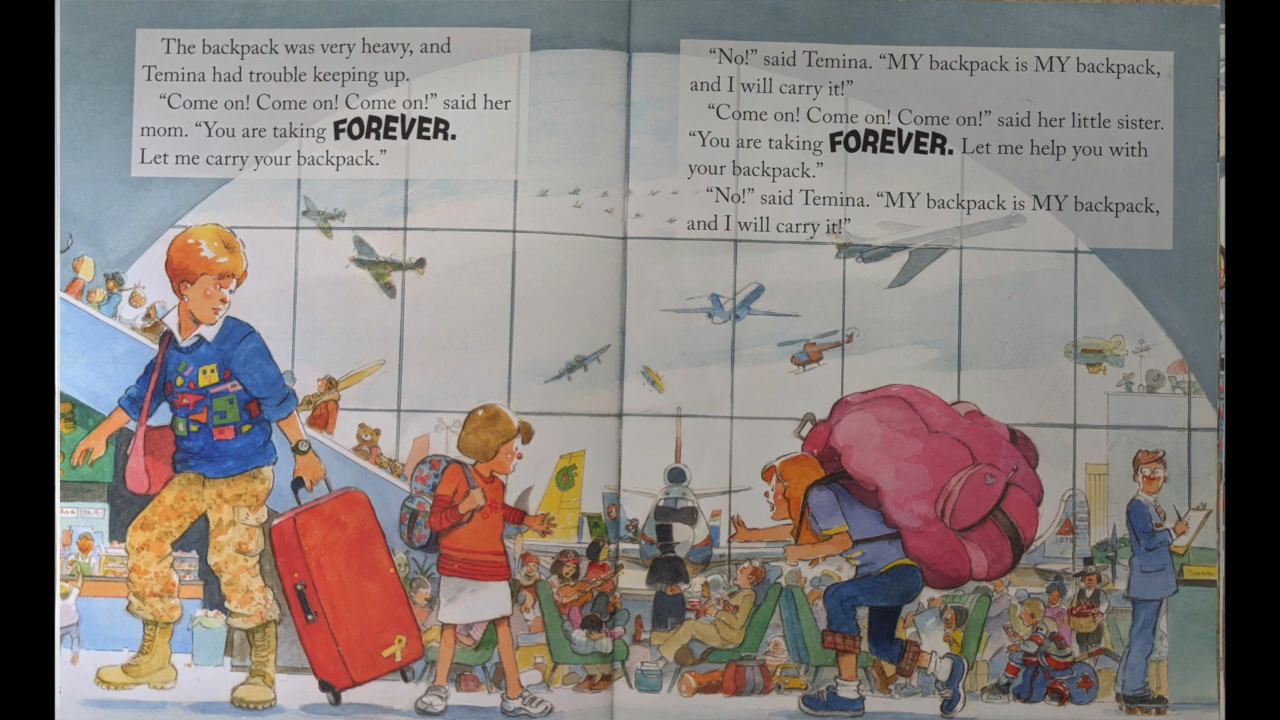 The backpack was very heavy, and
Temina had trouble keeping up.
“Come on! Come on! Come on!” said her
mom. “You are taking FOREVER.
Let me carry your backpack.”
“No!” said Temina. “MY backpack is MY backpack,
and I will carry it!”
“Come on! Come on! Come on!” said her little sister.
“You are taking FOREVER. Let me help you with
your backpack.”
“No!” said Temina. “MY backpack is MY backpack,
and I will carry it!”